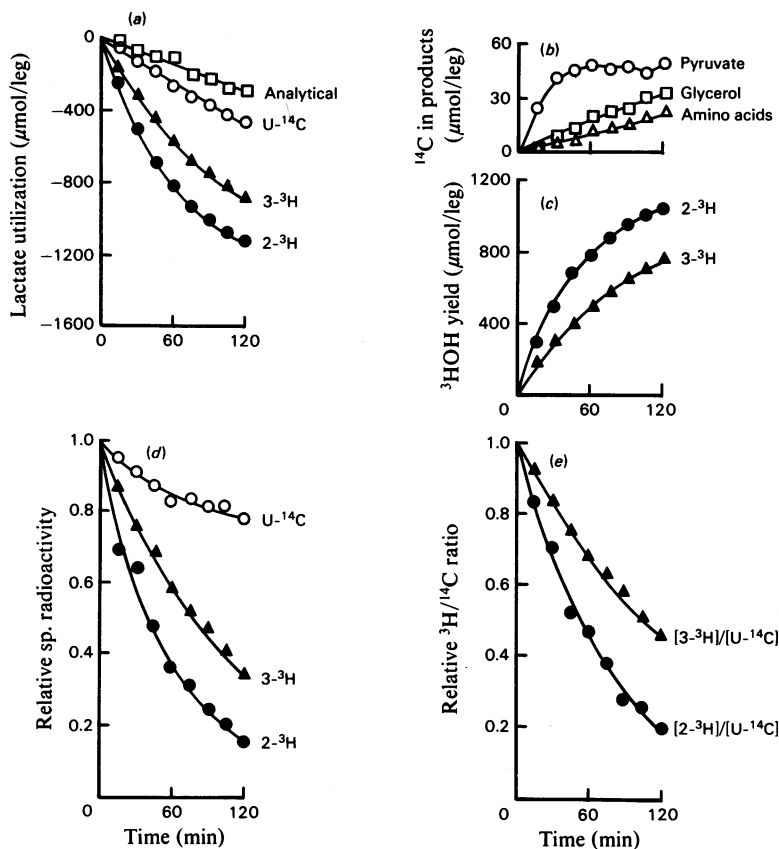 (a)
Lactate utilization (μmol/leg)
0
−400
−800
−1200
−1600
0
60
120
Analytical
U-¹⁴C
3-³H
2-³H
(b)
¹⁴C in products
(μmol/leg)
60
30
0
Pyruvate
Glycerol
Amino acids
(c)
³HOH yield (μmol/leg)
1200
800
400
0
60
120
2-³H
3-³H
(d)
Relative sp. radioactivity
1.0
0.8
0.6
0.4
0.2
0
60
120
Time (min)
U-¹⁴C
3-³H
2-³H
(e)
Relative ³H/¹⁴C ratio
1.0
0.8
0.6
0.4
0.2
0
60
120
Time (min)
[3-³H]/[U-¹⁴C]
[2-³H]/[U-¹⁴C]